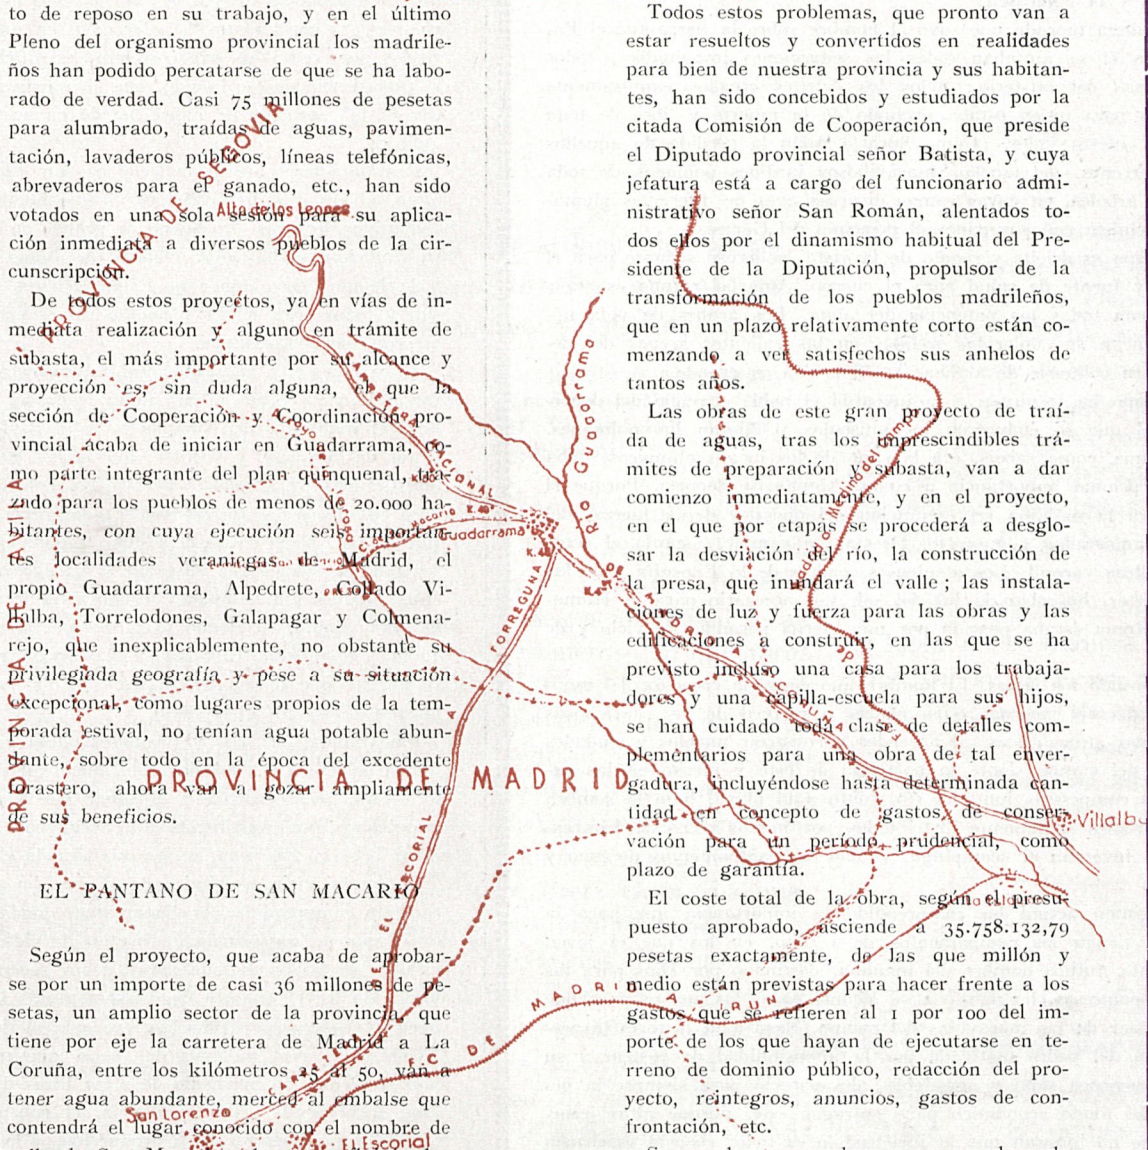 to de reposo en su trabajo, y en el último
Pleno del organismo provincial los madrile-
ños han podido percatarse de que se ha labo-
rado de verdad. Casi 75 millones de pesetas
para alumbrado, traídas de aguas, pavimen-
tación, lavaderos públicos, líneas telefónicas,
abrevaderos para el ganado, etc., han sido
votados en una sola sesión para su aplica-
ción inmediata a diversos pueblos de la cir-
cunscripción.
De todos estos proyectos, ya en vías de in-
mediata realización y alguno en trámite de
subasta, el más importante por su alcance y
proyección es, sin duda alguna, el que la
sección de Cooperación y Coordinación pro-
vincial acaba de iniciar en Guadarrama, co-
mo parte integrante del plan quinquenal, tra-
zado para los pueblos de menos de 20.000 ha-
bitantes, con cuya ejecución seis importan-
tes localidades veraniegas de Madrid, el
propio Guadarrama, Alpedrete, Collado Vi-
llalba, Torrelodones, Galapagar y Colmena-
rejo, que inexplicablemente, no obstante su
privilegiada geografía y pese a su situación
excepcional, como lugares propios de la tem-
porada estival, no tenían agua potable abun-
dante, sobre todo en la época del excedente
forastero, ahora van a gozar ampliamente
de sus beneficios.
EL PANTANO DE SAN MACARIO
Según el proyecto, que acaba de aprobar-
se por un importe de casi 36 millones de pe-
setas, un amplio sector de la provincia, que
tiene por eje la carretera de Madrid a La
Coruña, entre los kilómetros 25 al 50, van a
tener agua abundante, merced al embalse que
contendrá el lugar conocido con el nombre de
Todos estos problemas, que pronto van a
estar resueltos y convertidos en realidades
para bien de nuestra provincia y sus habitan-
tes, han sido concebidos y estudiados por la
citada Comisión de Cooperación, que preside
el Diputado provincial señor Batista, y cuya
jefatura está a cargo del funcionario admi-
nistrativo señor San Román, alentados to-
dos ellos por el dinamismo habitual del Pre-
sidente de la Diputación, propulsor de la
transformación de los pueblos madrileños,
que en un plazo relativamente corto están co-
menzando a ver satisfechos sus anhelos de
tantos años.
Las obras de este gran proyecto de traí-
da de aguas, tras los imprescindibles trá-
mites de preparación y subasta, van a dar
comienzo inmediatamente, y en el proyecto,
en el que por etapas se procederá a desglo-
sar la desviación del río, la construcción de
la presa, que inundará el valle; las instala-
ciones de luz y fuerza para las obras y las
edificaciones a construir, en las que se ha
previsto incluso una casa para los trabaja-
dores y una capilla-escuela para sus hijos,
se han cuidado toda clase de detalles com-
plementarios para una obra de tal enver-
gadura, incluyéndose hasta determinada can-
tidad en concepto de gastos de conser-
vación para un período prudencial, como
plazo de garantía.
El coste total de la obra, según el presu-
puesto aprobado, asciende a 35.758.132,79
pesetas exactamente, de las que millón y
medio están previstas para hacer frente a los
gastos que se refieren al 1 por 100 del im-
porte de los que hayan de ejecutarse en te-
rreno de dominio público, redacción del pro-
yecto, reintegros, anuncios, gastos de con-
frontación, etc.
PROVINCIA DE SEGOVIA
Alto de los Leones
CARRETERA NACIONAL
RIO Guadarrama
Guadarrama
PROVINCIA DE AVILA
PROVINCIA DE MADRID
DE MADRID A CORUÑA
Villalb
CARRETERA DE EL ESCORIAL A TORREGUNA
FC DE MADRID A IRUN
San Lorenzo
El Escorial